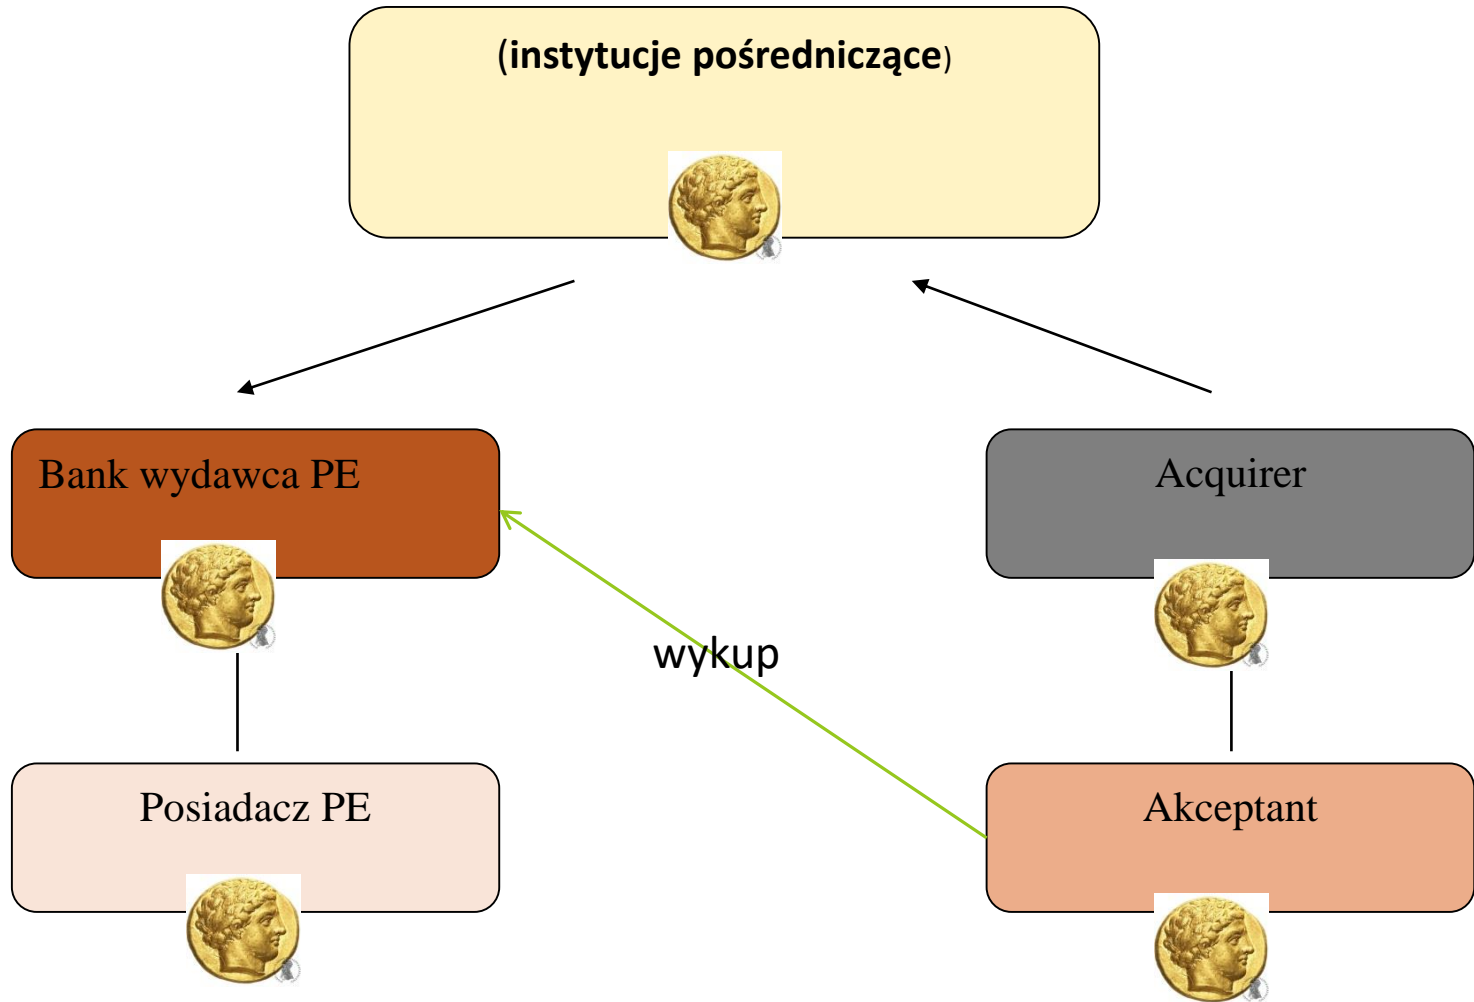 (instytucje pośredniczące)
Bank wydawca PE
Acquirer
wykup
Posiadacz PE
Akceptant